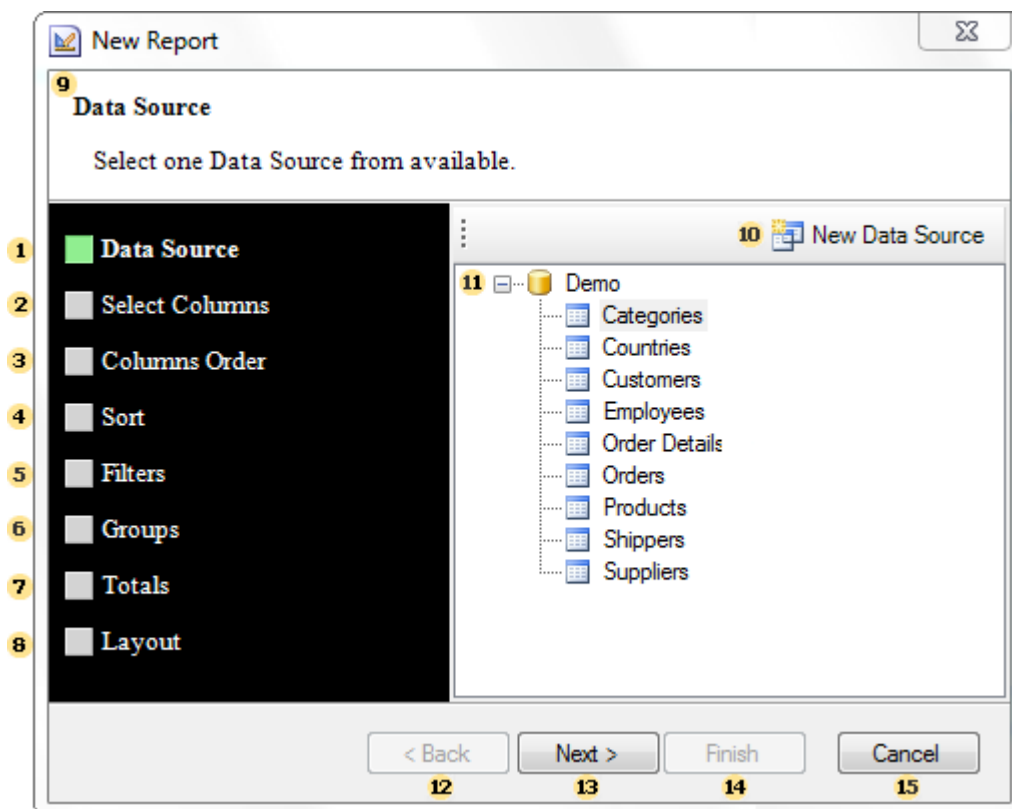 New Report
9
Data Source
Select one Data Source from available.
1 Data Source
2 Select Columns
3 Columns Order
4 Sort
5 Filters
6 Groups
7 Totals
8 Layout
10 New Data Source
11 Demo
Categories
Countries
Customers
Employees
Order Details
Orders
Products
Shippers
Suppliers
< Back Next > Finish Cancel
12 13 14 15